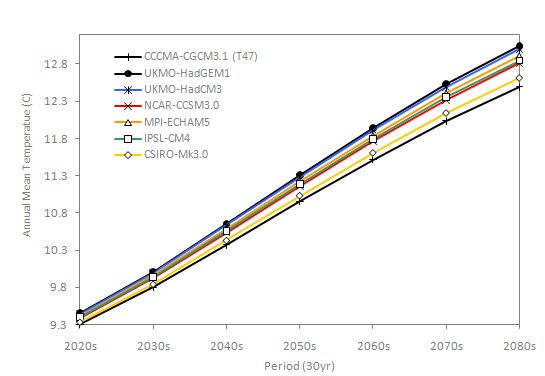 Annual Mean Temperatue (C)
12.8
12.3
11.8
11.3
10.8
10.3
9.8
9.3
CCCMA-CGCM3.1 (T47)
UKMO-HadGEM1
UKMO-HadCM3
NCAR-CCSM3.0
MPI-ECHAM5
IPSL-CM4
CSIRO-Mk3.0
2020s 2030s 2040s 2050s 2060s 2070s 2080s
Period (30yr)